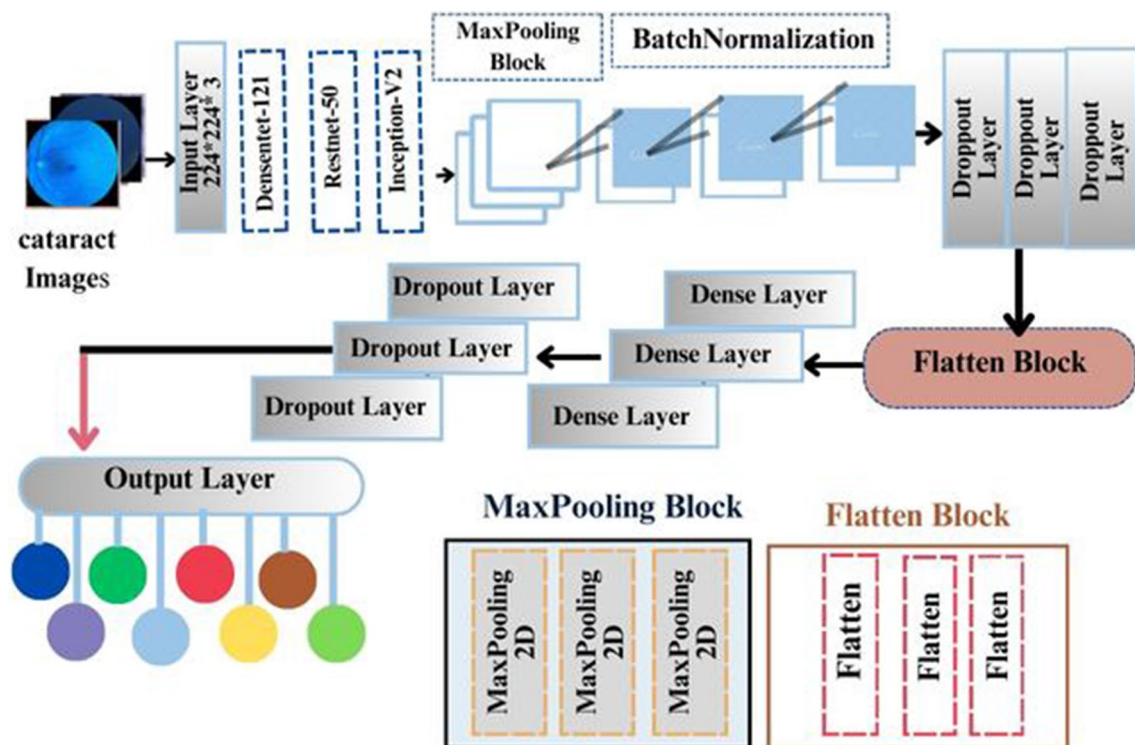 MaxPooling
Block
BatchNormalization
Input Layer
224*224* 3
Densentet-121
Restnet-50
Inception-V2
Droppout
Layer
Droppout
Layer
Droppout
Layer
cataract
Images
Dropout Layer
Dropout Layer
Dropout Layer
Dense Layer
Dense Layer
Dense Layer
Flatten Block
Output Layer
MaxPooling Block
MaxPooling
2D
MaxPooling
2D
MaxPooling
2D
Flatten Block
Flatten
Flatten
Flatten